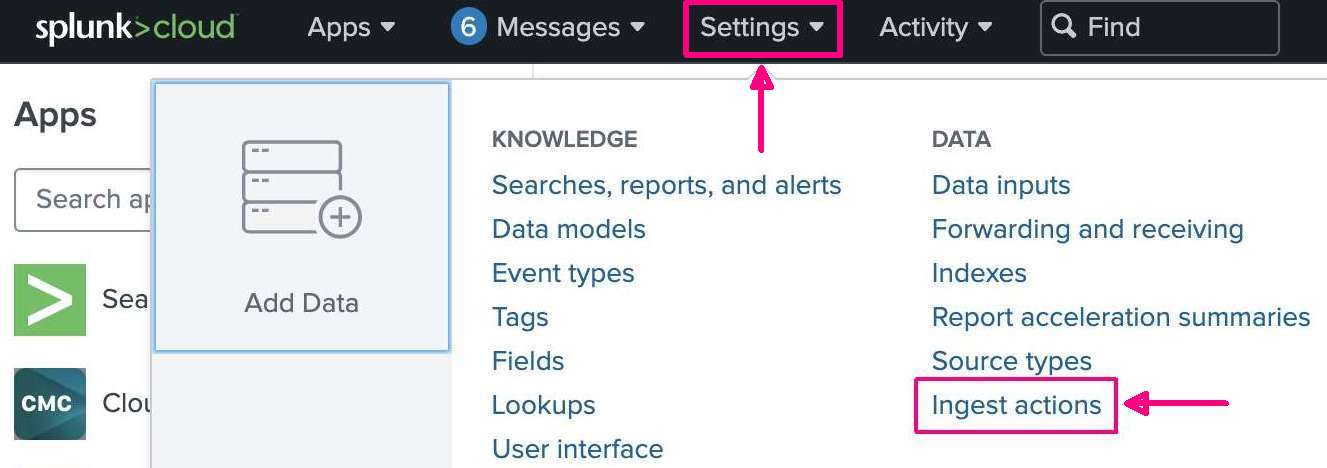 splunk>cloud Apps 6 Messages Settings Activity Find
Apps
Search ap
Sea
CMC Clou
Add Data
KNOWLEDGE
Searches, reports, and alerts
Data models
Event types
Tags
Fields
Lookups
User interface
DATA
Data inputs
Forwarding and receiving
Indexes
Report acceleration summaries
Source types
Ingest actions